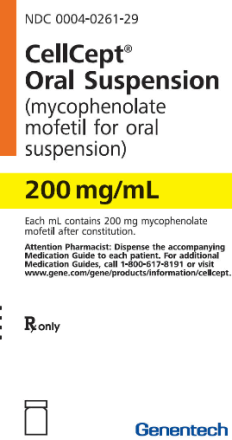 NDC 0004-0261-29
CellCept®
Oral Suspension
(mycophenolate
mofetil for oral
suspension)
200 mg/mL
Each mL contains 200 mg mycophenolate
mofetil after constitution.
Attention Pharmacist: Dispense the accompanying
Medication Guide to each patient. For additional
Medication Guides, call 1-800-617-8191 or visit
www.gene.com/gene/products/information/cellcept.
℞ only
Genentech